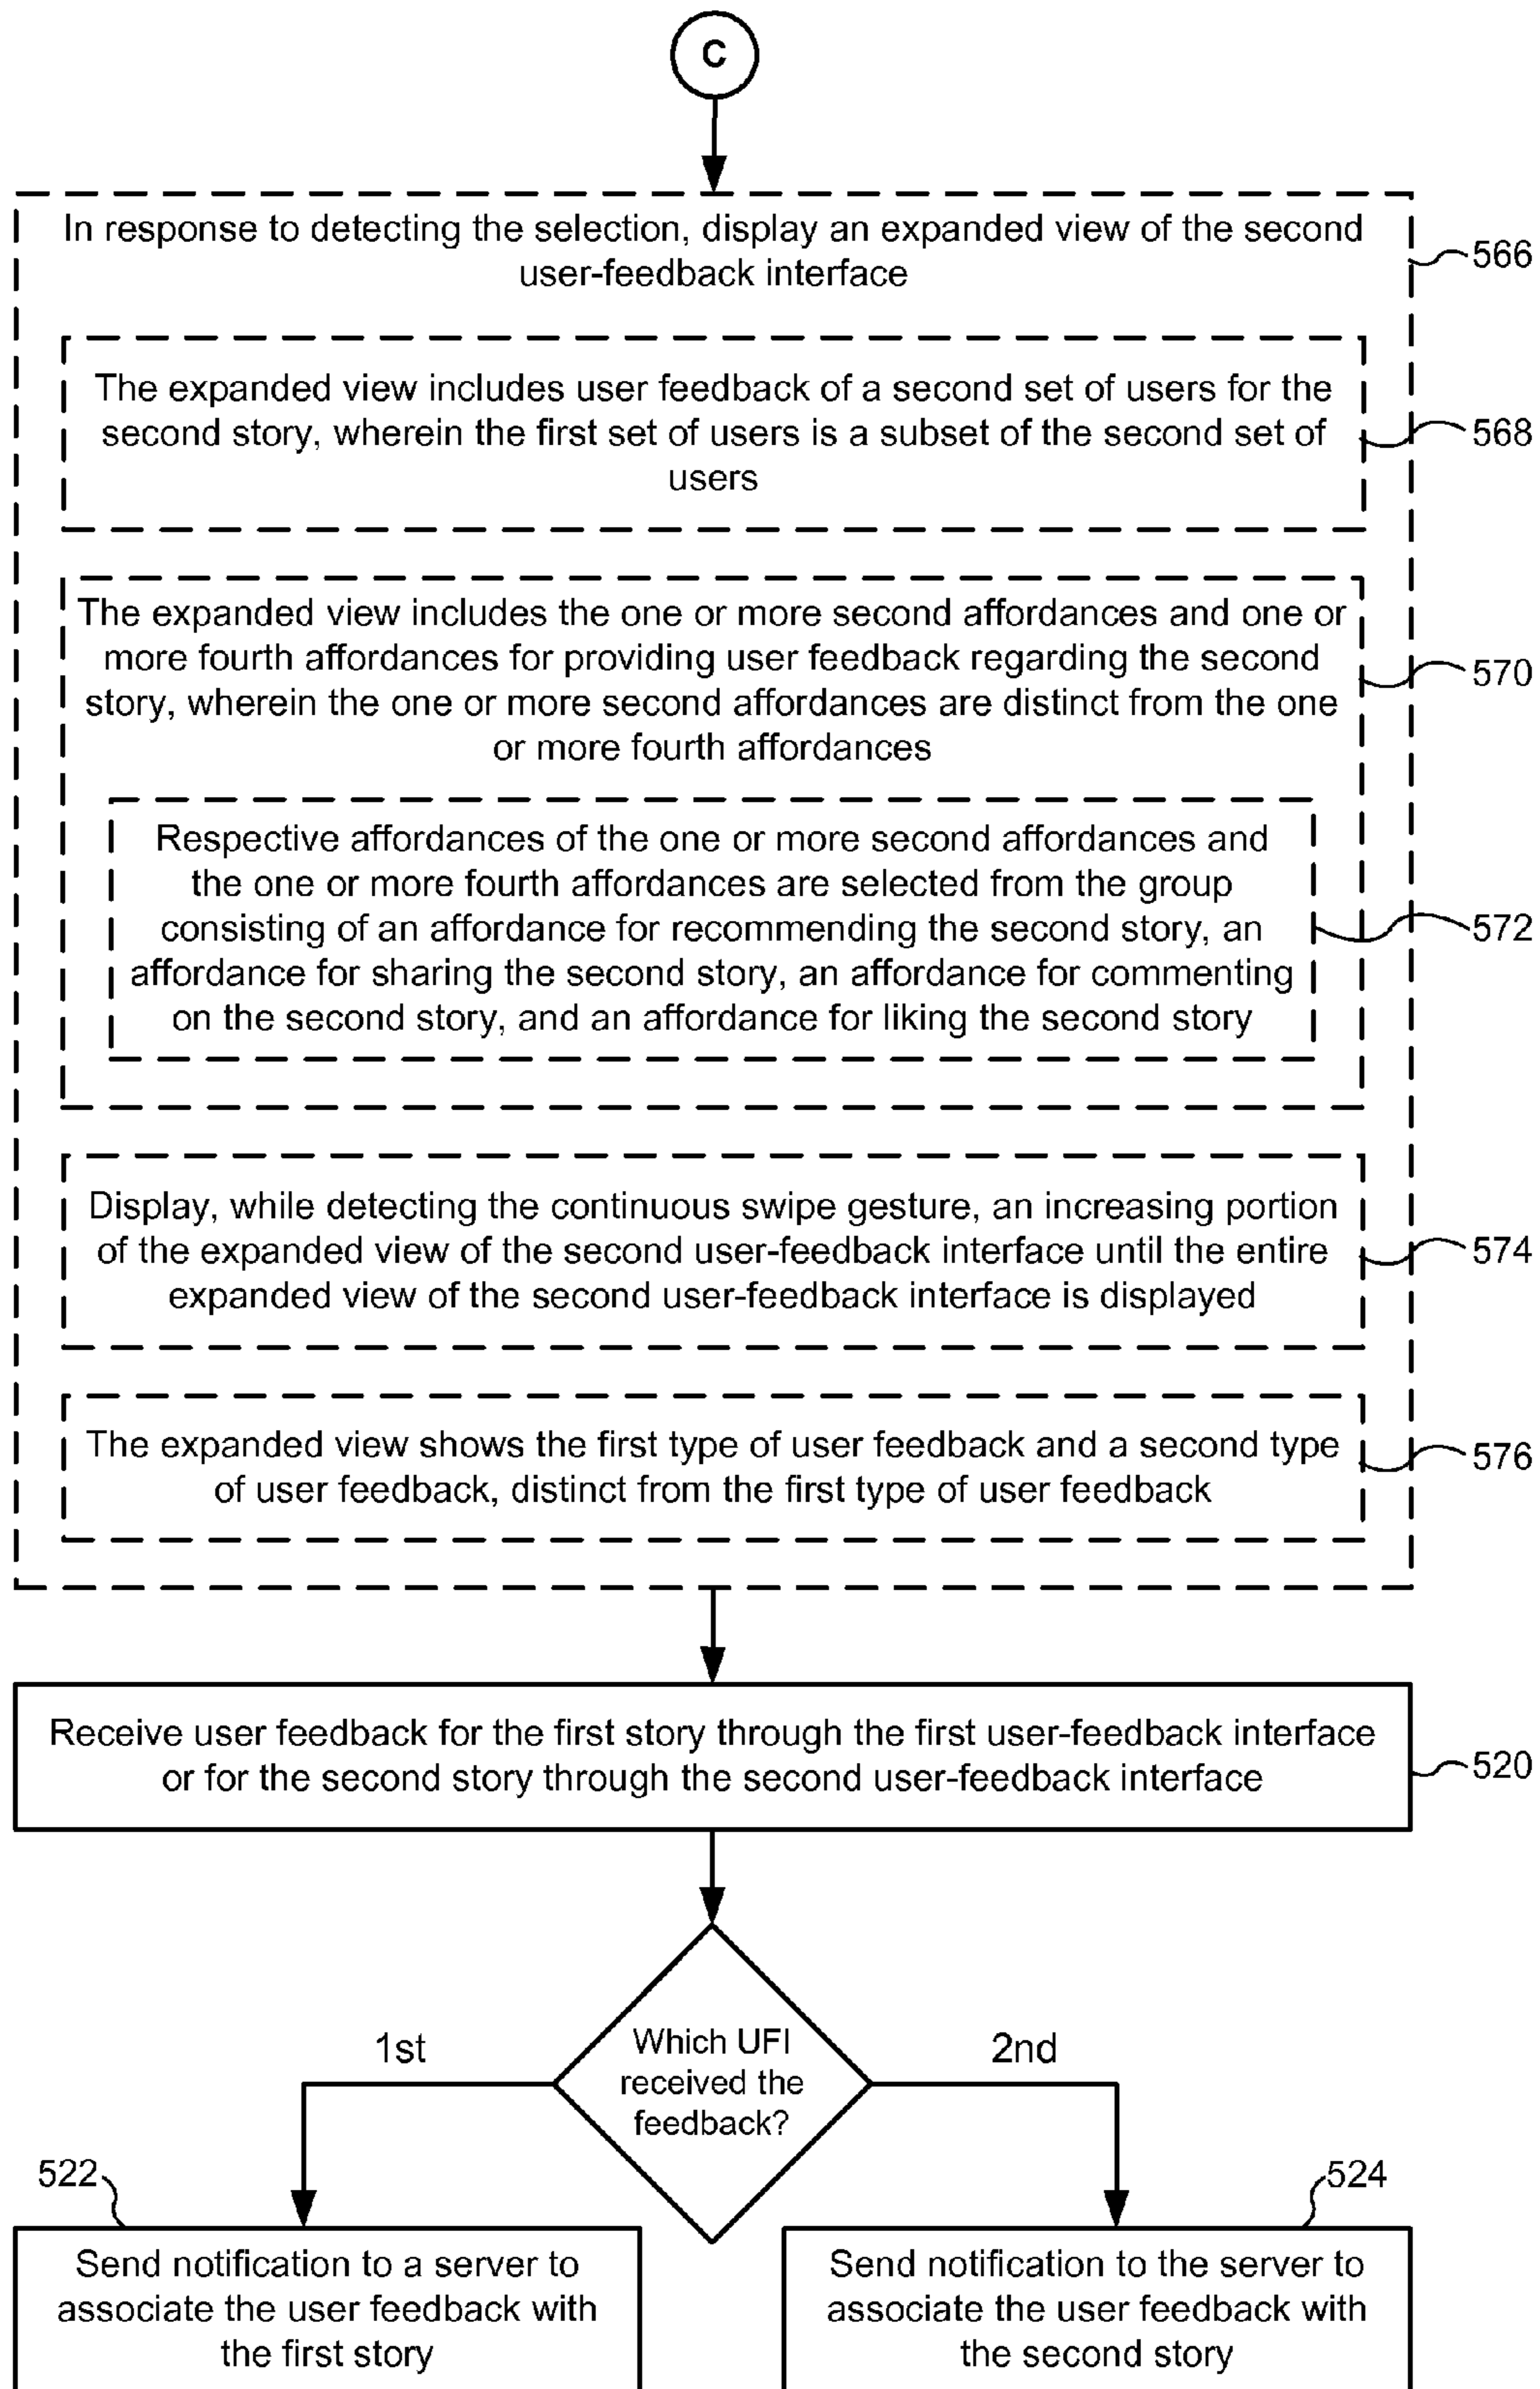 C
In response to detecting the selection, display an expanded view of the second
user-feedback interface
566
The expanded view includes user feedback of a second set of users for the
second story, wherein the first set of users is a subset of the second set of
users
568
The expanded view includes the one or more second affordances and one or
more fourth affordances for providing user feedback regarding the second
story, wherein the one or more second affordances are distinct from the one
or more fourth affordances
570
Respective affordances of the one or more second affordances and
the one or more fourth affordances are selected from the group
consisting of an affordance for recommending the second story, an
affordance for sharing the second story, an affordance for commenting
on the second story, and an affordance for liking the second story
572
Display, while detecting the continuous swipe gesture, an increasing portion
of the expanded view of the second user-feedback interface until the entire
expanded view of the second user-feedback interface is displayed
574
The expanded view shows the first type of user feedback and a second type
of user feedback, distinct from the first type of user feedback
576
Receive user feedback for the first story through the first user-feedback interface
or for the second story through the second user-feedback interface
520
Which UFI
received the
feedback?
1st
2nd
522
Send notification to a server to
associate the user feedback with
the first story
524
Send notification to the server to
associate the user feedback with
the second story